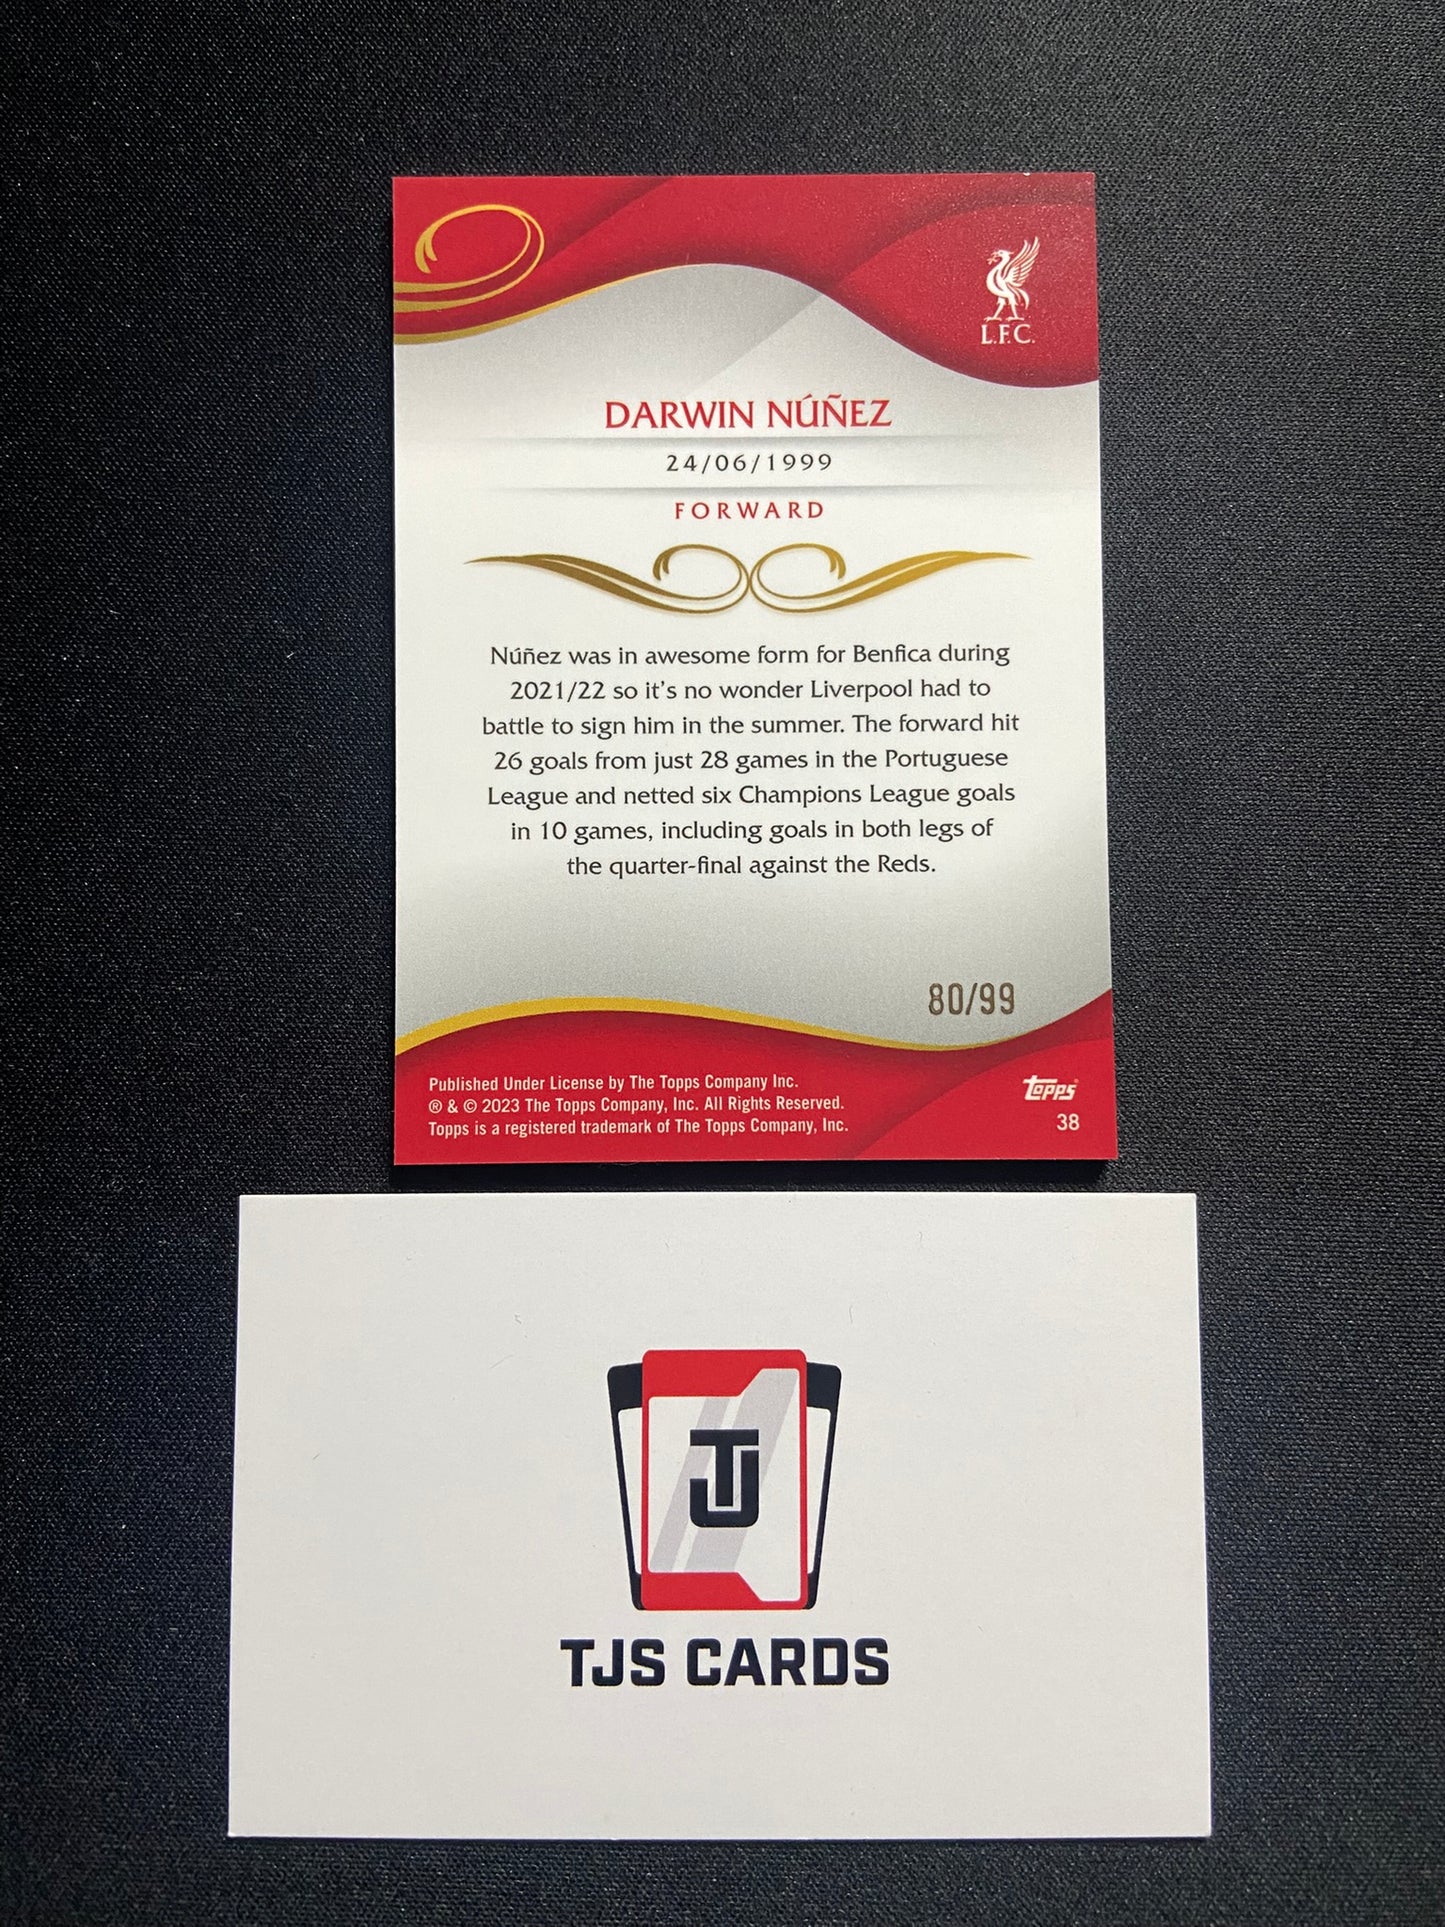 L.F.C.
DARWIN NÚÑEZ
24/06/1999
FORWARD
Núñez was in awesome form for Benfica during
2021/22 so it's no wonder Liverpool had to
battle to sign him in the summer. The forward hit
26 goals from just 28 games in the Portuguese
League and netted six Champions League goals
in 10 games, including goals in both legs of
the quarter-final against the Reds.
80/99
Published Under License by The Topps Company Inc.
® & © 2023 The Topps Company, Inc. All Rights Reserved.
Topps is a registered trademark of The Topps Company, Inc.
topps
38
TJ
TJS CARDS